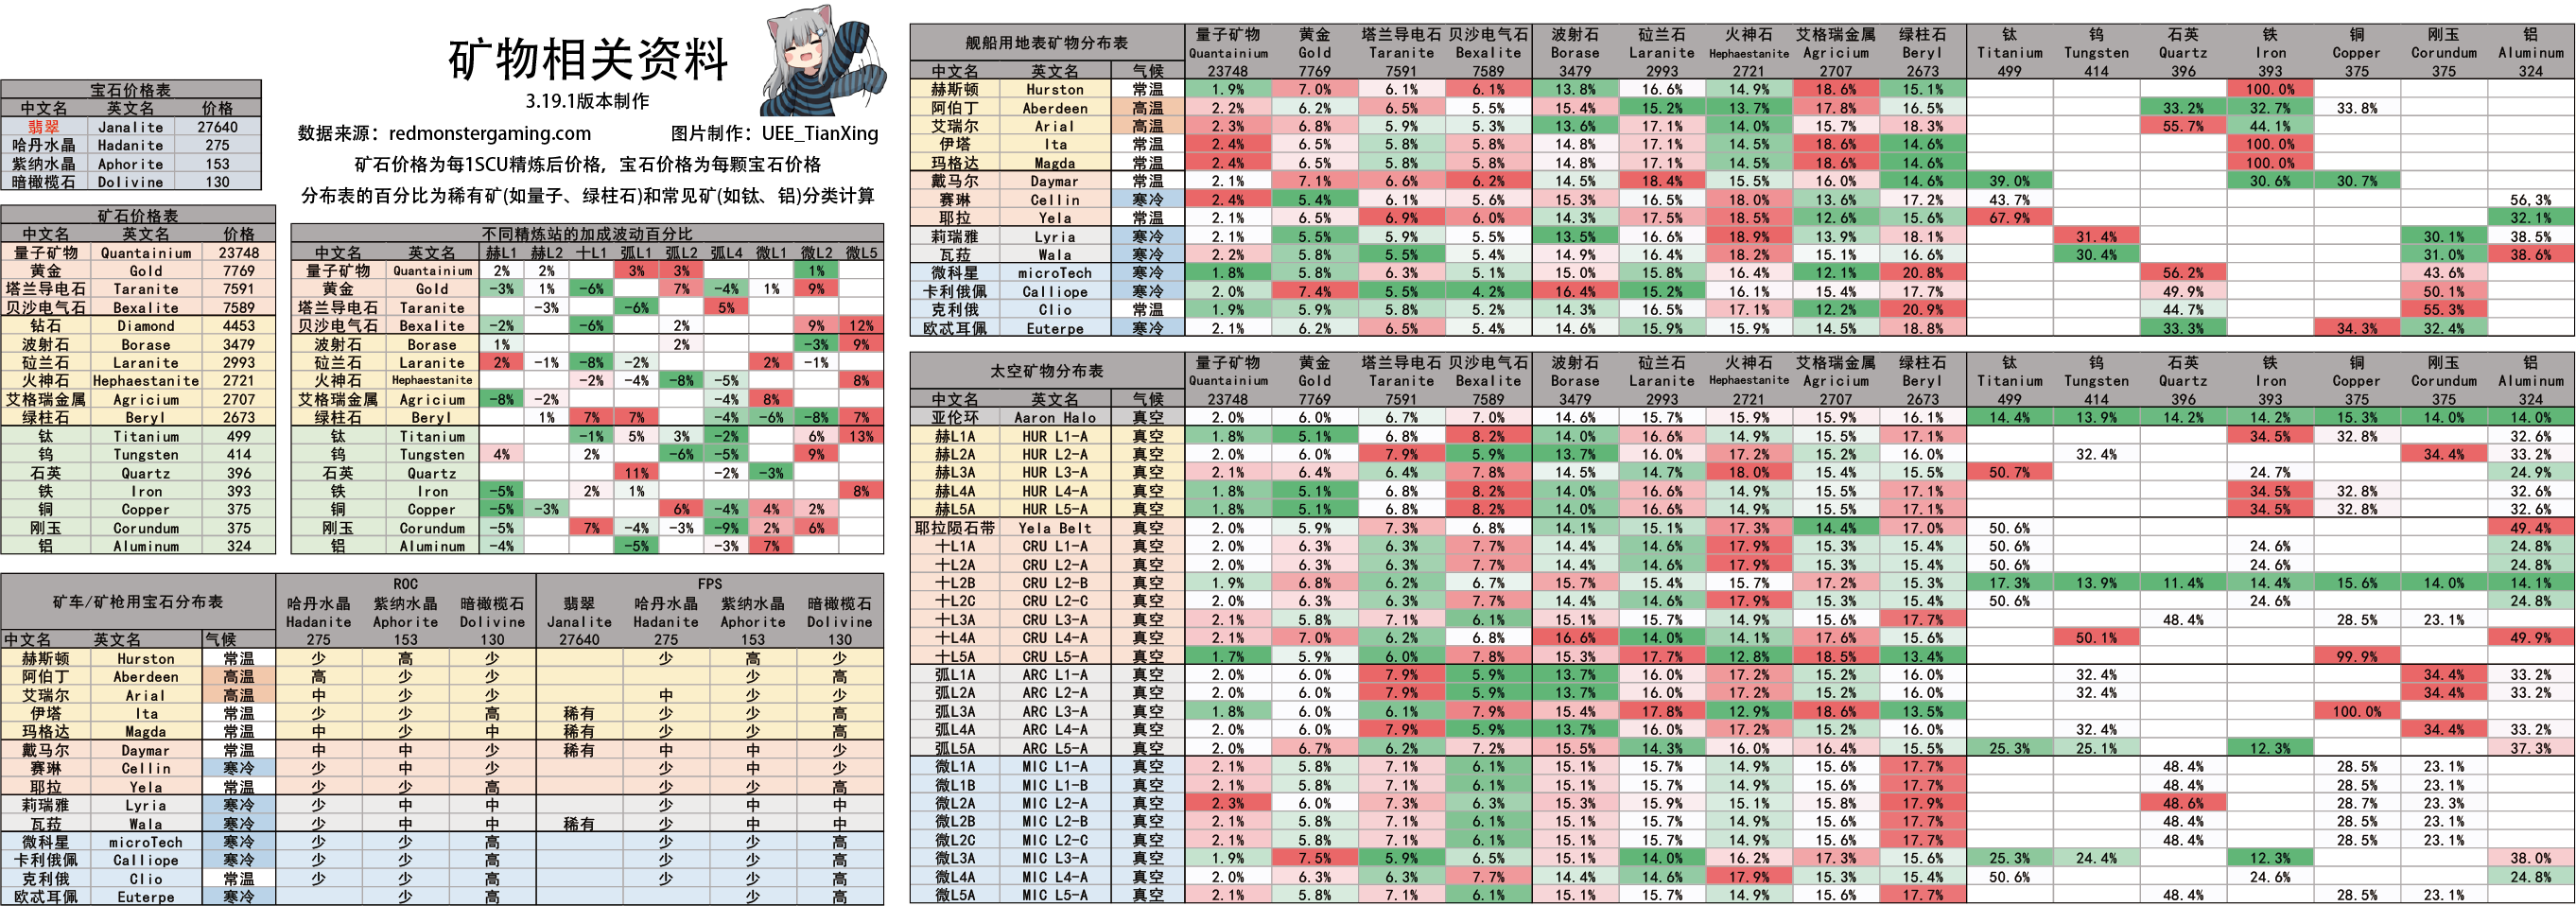 矿物相关资料
3.19.1版本制作
数据来源：redmonstergaming.com 图片制作：UEE_TianXing
矿石价格为每1SCU精炼后价格，宝石价格为每颗宝石价格
分布表的百分比为稀有矿(如量子、绿柱石)和常见矿(如钛、铝)分类计算
宝石价格表
中文名 英文名 价格
翡翠 Janalite 27640
哈丹水晶 Hadanite 275
紫纳水晶 Aphorite 153
暗橄榄石 Dolivine 130
矿石价格表
中文名 英文名 价格
量子矿物 Quantainium 23748
黄金 Gold 7769
塔兰导电石 Taranite 7591
贝沙电气石 Bexalite 7589
钻石 Diamond 4453
波射石 Borase 3479
砬兰石 Laranite 2993
火神石 Hephaestanite 2721
艾格瑞金属 Agricium 2707
绿柱石 Beryl 2673
钛 Titanium 499
钨 Tungsten 414
石英 Quartz 396
铁 Iron 393
铜 Copper 375
刚玉 Corundum 375
铝 Aluminum 324
不同精炼站的加成波动百分比
中文名 英文名 赫L1 赫L2 十L1 弧L1 弧L2 弧L4 微L1 微L2 微L5
量子矿物 Quantainium 2% 2% 3% 3% 1%
黄金 Gold -3% 1% -6% 7% -4% 1% 9%
塔兰导电石 Taranite -3% -6% 5%
贝沙电气石 Bexalite -2% -6% 2% 9% 12%
波射石 Borase 1% 2% -3% 9%
砬兰石 Laranite 2% -1% -8% -2% 2% -1%
火神石 Hephaestanite -2% -4% -8% -5% 8%
艾格瑞金属 Agricium -8% -2% -4% 8%
绿柱石 Beryl 1% 7% 7% -4% -6% -8% 7%
钛 Titanium -1% 5% 3% -2% 6% 13%
钨 Tungsten 4% 2% -6% -5% 9%
石英 Quartz 11% -2% -3%
铁 Iron -5% 2% 1% 8%
铜 Copper -5% -3% 6% -4% 4% 2%
刚玉 Corundum -5% 7% -4% -3% -9% 2% 6%
铝 Aluminum -4% -5% -3% 7%
矿车/矿枪用宝石分布表 ROC FPS
哈丹水晶 紫纳水晶 暗橄榄石 翡翠 哈丹水晶 紫纳水晶 暗橄榄石
Hadanite Aphorite Dolivine Janalite Hadanite Aphorite Dolivine
中文名 英文名 气候 275 153 130 27640 275 153 130
赫斯顿 Hurston 常温 少 高 少 少 高 少
阿伯丁 Aberdeen 高温 高 少 少 少 高
艾瑞尔 Arial 高温 中 少 少 中 少 少
伊塔 Ita 常温 少 少 高 稀有 少 少 高
玛格达 Magda 常温 中 少 中 稀有 少 少 高
戴马尔 Daymar 常温 中 中 少 稀有 中 中 少
赛琳 Cellin 寒冷 少 中 少 少 中 少
耶拉 Yela 常温 少 少 高 少 少 高
莉瑞雅 Lyria 寒冷 少 中 中 少 中 中
瓦菈 Wala 寒冷 少 中 中 稀有 少 中 中
微科星 microTech 寒冷 少 少 高 少 少 高
卡利俄佩 Calliope 寒冷 少 少 高 少 少 高
克利俄 Clio 常温 少 少 高 少 少 高
欧忒耳佩 Euterpe 寒冷 少 高 少 高
舰船用地表矿物分布表 量子矿物 黄金 塔兰导电石 贝沙电气石 波射石 砬兰石 火神石 艾格瑞金属 绿柱石 钛 钨 石英 铁 铜 刚玉 铝
Quantainium Gold Taranite Bexalite Borase Laranite Hephaestanite Agricium Beryl Titanium Tungsten Quartz Iron Copper Corundum Aluminum
中文名 英文名 气候 23748 7769 7591 7589 3479 2993 2721 2707 2673 499 414 396 393 375 375 324
赫斯顿 Hurston 常温 1.9% 7.0% 6.1% 6.1% 13.8% 16.6% 14.9% 18.6% 15.1% 100.0%
阿伯丁 Aberdeen 高温 2.2% 6.2% 6.5% 5.5% 15.4% 15.2% 13.7% 17.8% 16.5% 33.2% 32.7% 33.8%
艾瑞尔 Arial 高温 2.3% 6.8% 5.9% 5.3% 13.6% 17.1% 14.0% 15.7% 18.3% 55.7% 44.1%
伊塔 Ita 常温 2.4% 6.5% 5.8% 5.8% 14.8% 17.1% 14.5% 18.6% 14.6% 100.0%
玛格达 Magda 常温 2.4% 6.5% 5.8% 5.8% 14.8% 17.1% 14.5% 18.6% 14.6% 100.0%
戴马尔 Daymar 常温 2.1% 7.1% 6.6% 6.2% 14.5% 18.4% 15.5% 16.0% 14.6% 39.0% 30.6% 30.7%
赛琳 Cellin 寒冷 2.4% 5.4% 6.1% 5.6% 15.3% 16.5% 18.0% 13.6% 17.2% 43.7% 56,3%
耶拉 Yela 常温 2.1% 6.5% 6.9% 6.0% 14.3% 17.5% 18.5% 12.6% 15.6% 67.9% 32.1%
莉瑞雅 Lyria 寒冷 2.1% 5.5% 5.9% 5.5% 13.5% 16.6% 18.9% 13.9% 18.1% 31.4% 30.1% 38.5%
瓦菈 Wala 寒冷 2.2% 5.8% 5.5% 5.4% 14.9% 16.4% 18.2% 15.1% 16.6% 30.4% 31.0% 38.6%
微科星 microTech 寒冷 1.8% 5.8% 6.3% 5.1% 15.0% 15.8% 16.4% 12.1% 20.8% 56.2% 43.6%
卡利俄佩 Calliope 寒冷 2.0% 7.4% 5.5% 4.2% 16.4% 15.2% 16.1% 15.4% 17.7% 49.9% 50.1%
克利俄 Clio 常温 1.9% 5.9% 5.8% 5.2% 14.3% 16.5% 17.1% 12.2% 20.9% 44.7% 55.3%
欧忒耳佩 Euterpe 寒冷 2.1% 6.2% 6.5% 5.4% 14.6% 15.9% 15.9% 14.5% 18.8% 33.3% 34.3% 32.4%
太空矿物分布表 量子矿物 黄金 塔兰导电石 贝沙电气石 波射石 砬兰石 火神石 艾格瑞金属 绿柱石 钛 钨 石英 铁 铜 刚玉 铝
Quantainium Gold Taranite Bexalite Borase Laranite Hephaestanite Agricium Beryl Titanium Tungsten Quartz Iron Copper Corundum Aluminum
中文名 英文名 气候 23748 7769 7591 7589 3479 2993 2721 2707 2673 499 414 396 393 375 375 324
亚伦环 Aaron Halo 真空 2.0% 6.0% 6.7% 7.0% 14.6% 15.7% 15.9% 15.9% 16.1% 14.4% 13.9% 14.2% 14.2% 15.3% 14.0% 14.0%
赫L1A HUR L1-A 真空 1.8% 5.1% 6.8% 8.2% 14.0% 16.6% 14.9% 15.5% 17.1% 34.5% 32.8% 32.6%
赫L2A HUR L2-A 真空 2.0% 6.0% 7.9% 5.9% 13.7% 16.0% 17.2% 15.2% 16.0% 32.4% 34.4% 33.2%
赫L3A HUR L3-A 真空 2.1% 6.4% 6.4% 7.8% 14.5% 14.7% 18.0% 15.4% 15.5% 50.7% 24.7% 24.9%
赫L4A HUR L4-A 真空 1.8% 5.1% 6.8% 8.2% 14.0% 16.6% 14.9% 15.5% 17.1% 34.5% 32.8% 32.6%
赫L5A HUR L5-A 真空 1.8% 5.1% 6.8% 8.2% 14.0% 16.6% 14.9% 15.5% 17.1% 34.5% 32.8% 32.6%
耶拉陨石带 Yela Belt 真空 2.0% 5.9% 7.3% 6.8% 14.1% 15.1% 17.3% 14.4% 17.0% 50.6% 49.4%
十L1A CRU L1-A 真空 2.0% 6.3% 6.3% 7.7% 14.4% 14.6% 17.9% 15.3% 15.4% 50.6% 24.6% 24.8%
十L2A CRU L2-A 真空 2.0% 6.3% 6.3% 7.7% 14.4% 14.6% 17.9% 15.3% 15.4% 50.6% 24.6% 24.8%
十L2B CRU L2-B 真空 1.9% 6.8% 6.2% 6.7% 15.7% 15.4% 15.7% 17.2% 15.3% 17.3% 13.9% 11.4% 14.4% 15.6% 14.0% 14.1%
十L2C CRU L2-C 真空 2.0% 6.3% 6.3% 7.7% 14.4% 14.6% 17.9% 15.3% 15.4% 50.6% 24.6% 24.8%
十L3A CRU L3-A 真空 2.1% 5.8% 7.1% 6.1% 15.1% 15.7% 14.9% 15.6% 17.7% 48.4% 28.5% 23.1%
十L4A CRU L4-A 真空 2.1% 7.0% 6.2% 6.8% 16.6% 14.0% 14.1% 17.6% 15.6% 50.1% 49.9%
十L5A CRU L5-A 真空 1.7% 5.9% 6.0% 7.8% 15.3% 17.7% 12.8% 18.5% 13.4% 99.9%
弧L1A ARC L1-A 真空 2.0% 6.0% 7.9% 5.9% 13.7% 16.0% 17.2% 15.2% 16.0% 32.4% 34.4% 33.2%
弧L2A ARC L2-A 真空 2.0% 6.0% 7.9% 5.9% 13.7% 16.0% 17.2% 15.2% 16.0% 32.4% 34.4% 33.2%
弧L3A ARC L3-A 真空 1.8% 6.0% 6.1% 7.9% 15.4% 17.8% 12.9% 18.6% 13.5% 100.0%
弧L4A ARC L4-A 真空 2.0% 6.0% 7.9% 5.9% 13.7% 16.0% 17.2% 15.2% 16.0% 32.4% 34.4% 33.2%
弧L5A ARC L5-A 真空 2.0% 6.7% 6.2% 7.2% 15.5% 14.3% 16.0% 16.4% 15.5% 25.3% 25.1% 12.3% 37.3%
微L1A MIC L1-A 真空 2.1% 5.8% 7.1% 6.1% 15.1% 15.7% 14.9% 15.6% 17.7% 48.4% 28.5% 23.1%
微L1B MIC L1-B 真空 2.1% 5.8% 7.1% 6.1% 15.1% 15.7% 14.9% 15.6% 17.7% 48.4% 28.5% 23.1%
微L2A MIC L2-A 真空 2.3% 6.0% 7.3% 6.3% 15.3% 15.9% 15.1% 15.8% 17.9% 48.6% 28.7% 23.3%
微L2B MIC L2-B 真空 2.1% 5.8% 7.1% 6.1% 15.1% 15.7% 14.9% 15.6% 17.7% 48.4% 28.5% 23.1%
微L2C MIC L2-C 真空 2.1% 5.8% 7.1% 6.1% 15.1% 15.7% 14.9% 15.6% 17.7% 48.4% 28.5% 23.1%
微L3A MIC L3-A 真空 1.9% 7.5% 5.9% 6.5% 15.1% 14.0% 16.2% 17.3% 15.6% 25.3% 24.4% 12.3% 38.0%
微L4A MIC L4-A 真空 2.0% 6.3% 6.3% 7.7% 14.4% 14.6% 17.9% 15.3% 15.4% 50.6% 24.6% 24.8%
微L5A MIC L5-A 真空 2.1% 5.8% 7.1% 6.1% 15.1% 15.7% 14.9% 15.6% 17.7% 48.4% 28.5% 23.1%